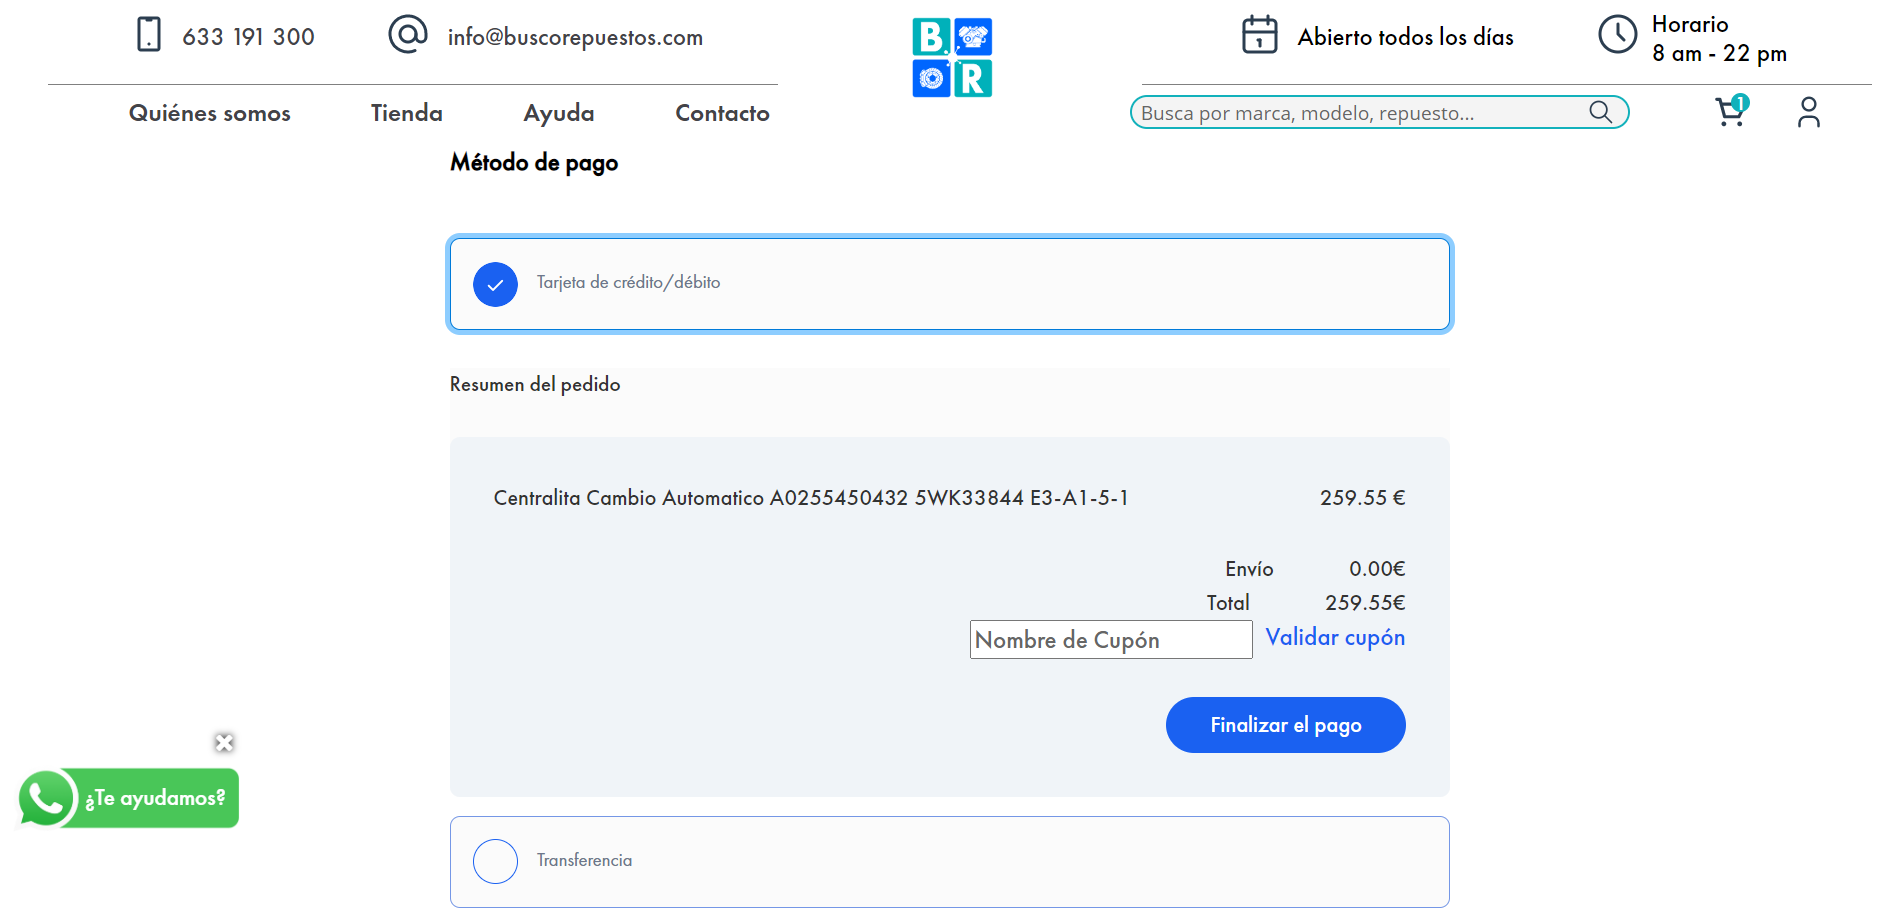 633 191 300
info@buscorepuestos.com
B
R
1
Abierto todos los días
Horario
8 am - 22 pm
Quiénes somos
Tienda
Ayuda
Contacto
Busca por marca, modelo, repuesto...
1
Método de pago
Tarjeta de crédito/débito
Resumen del pedido
Centralita Cambio Automatico A0255450432 5WK33844 E3-A1-5-1 259.55 €
Envío 0.00€
Total 259.55€
Nombre de Cupón Validar cupón
Finalizar el pago
¿Te ayudamos?
Transferencia